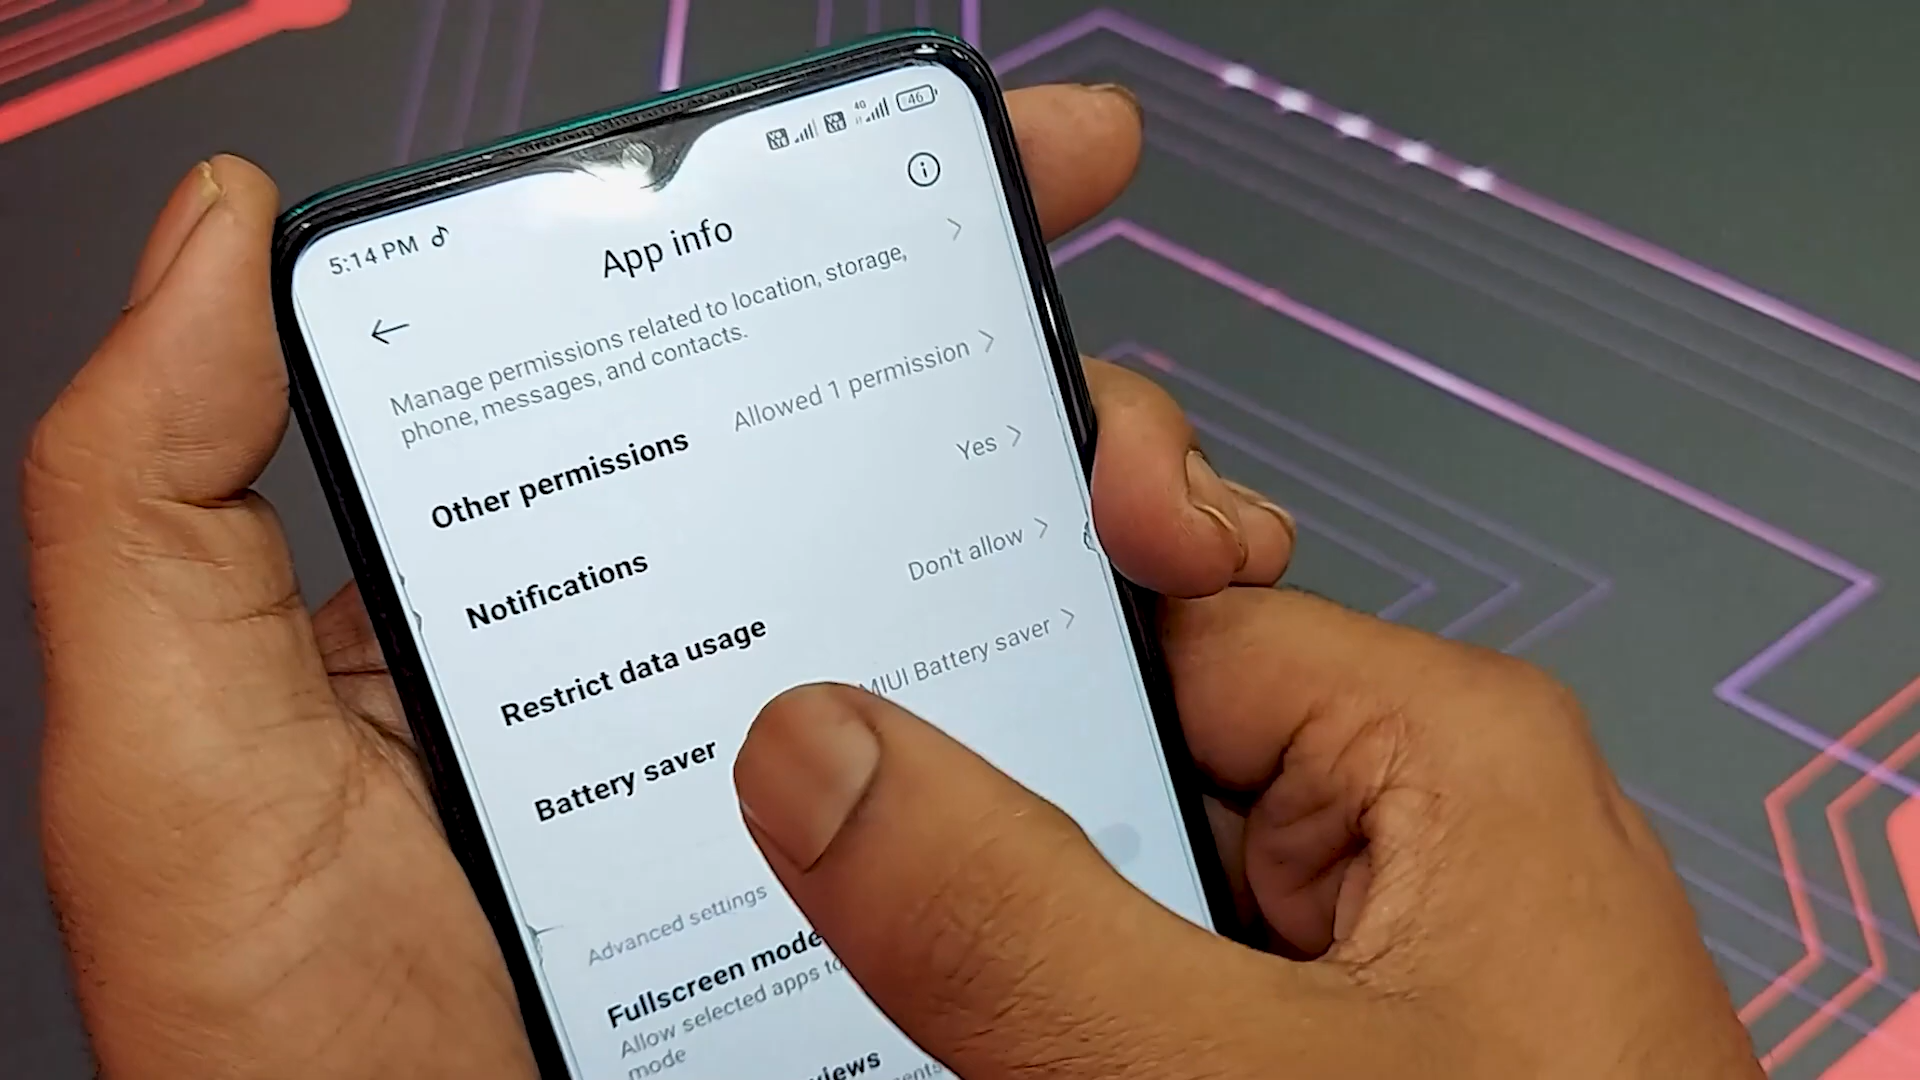 5:14 PM
4G
46
App info
Manage permissions related to location, storage,
phone, messages, and contacts.
Other permissions Allowed 1 permission
Notifications Yes
Restrict data usage Don't allow
Battery saver MIUI Battery saver
Advanced settings
Fullscreen mode
Allow selected apps to
mode